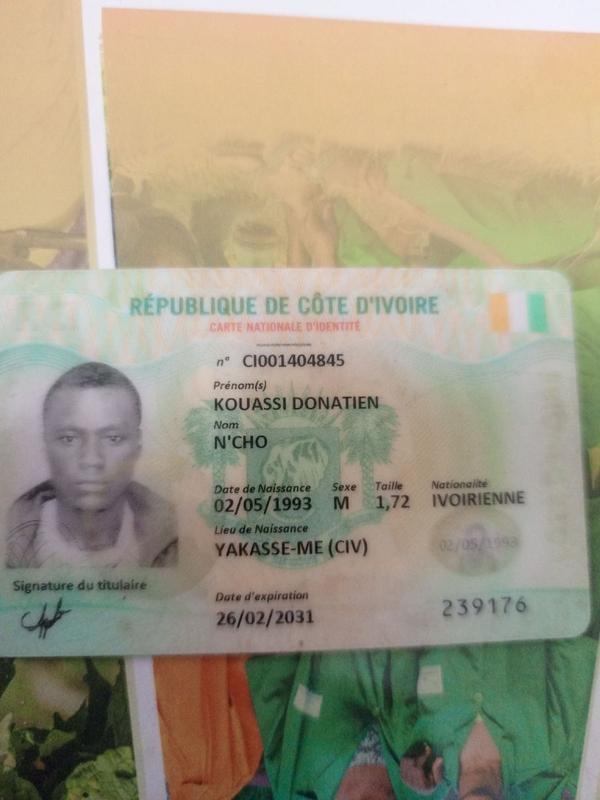 RÉPUBLIQUE DE CÔTE D'IVOIRE
CARTE NATIONALE D'IDENTITÉ
n° CI001404845
Prénom(s)
KOUASSI DONATIEN
Nom
N'CHO
Date de Naissance Sexe Taille Nationalité
02/05/1993 M 1,72 IVOIRIENNE
Lieu de Naissance
YAKASSE-ME (CIV)
02/05/1993
Signature du titulaire
Date d'expiration
26/02/2031
239176